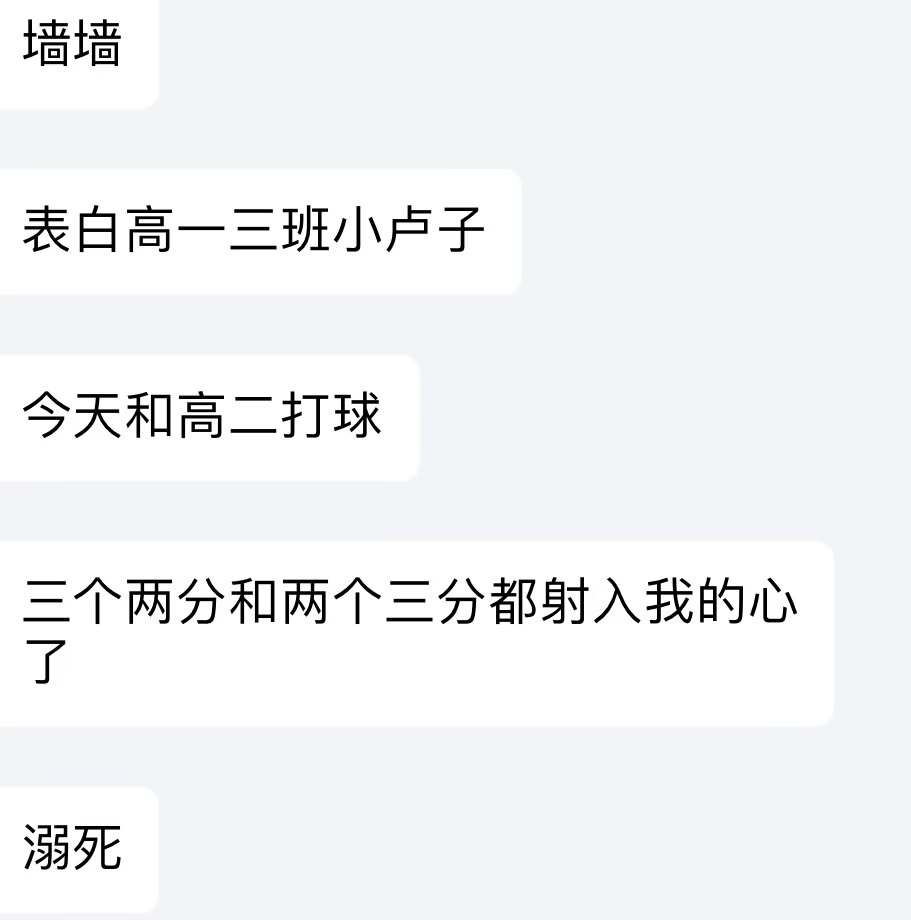 墙墙
表白高一三班小卢子
今天和高二打球
三个两分和两个三分都射入我的心
了
溺死